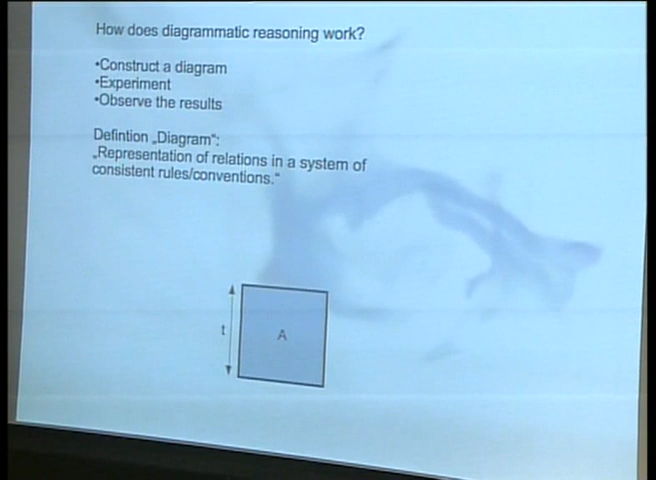 How does diagrammatic reasoning work?
•Construct a diagram
•Experiment
•Observe the results
Defintion „Diagram“:
„Representation of relations in a system of
consistent rules/conventions.“
t
A